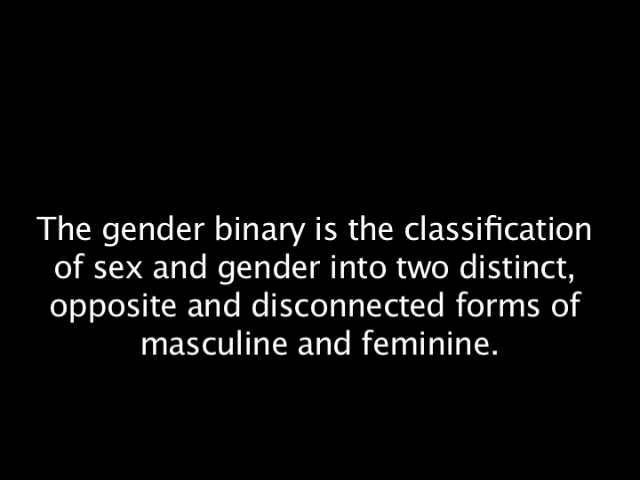 The gender binary is the classification
of sex and gender into two distinct,
opposite and disconnected forms of
masculine and feminine.